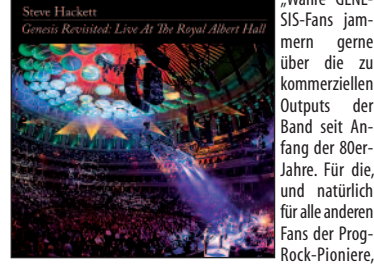 Steve Hackett
Genesis Revisited: Live At The Royal Albert Hall
„Wahre GENE-
SIS-Fans jam-
mern gerne
über die zu
kommerziellen
Outputs der
Band seit An-
fang der 80er-
Jahre. Für die,
und natürlich
für alle anderen
Fans der Prog-
Rock-Pioniere,